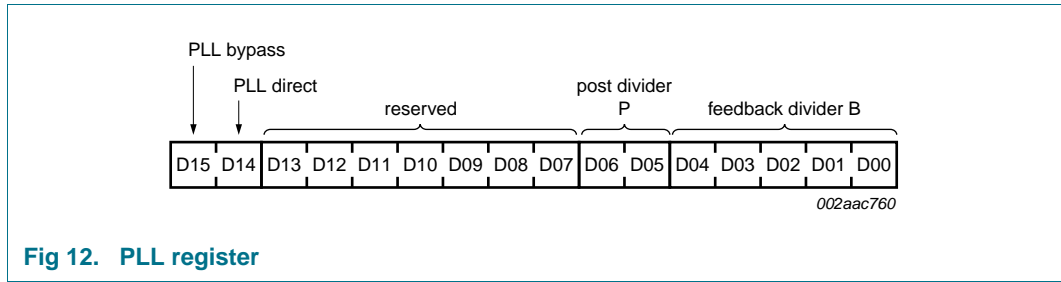 PLL bypass
PLL direct
reserved
post divider
P
feedback divider B
D15 D14 D13 D12 D11 D10 D09 D08 D07 D06 D05 D04 D03 D02 D01 D00
002aac760
Fig 12. PLL register